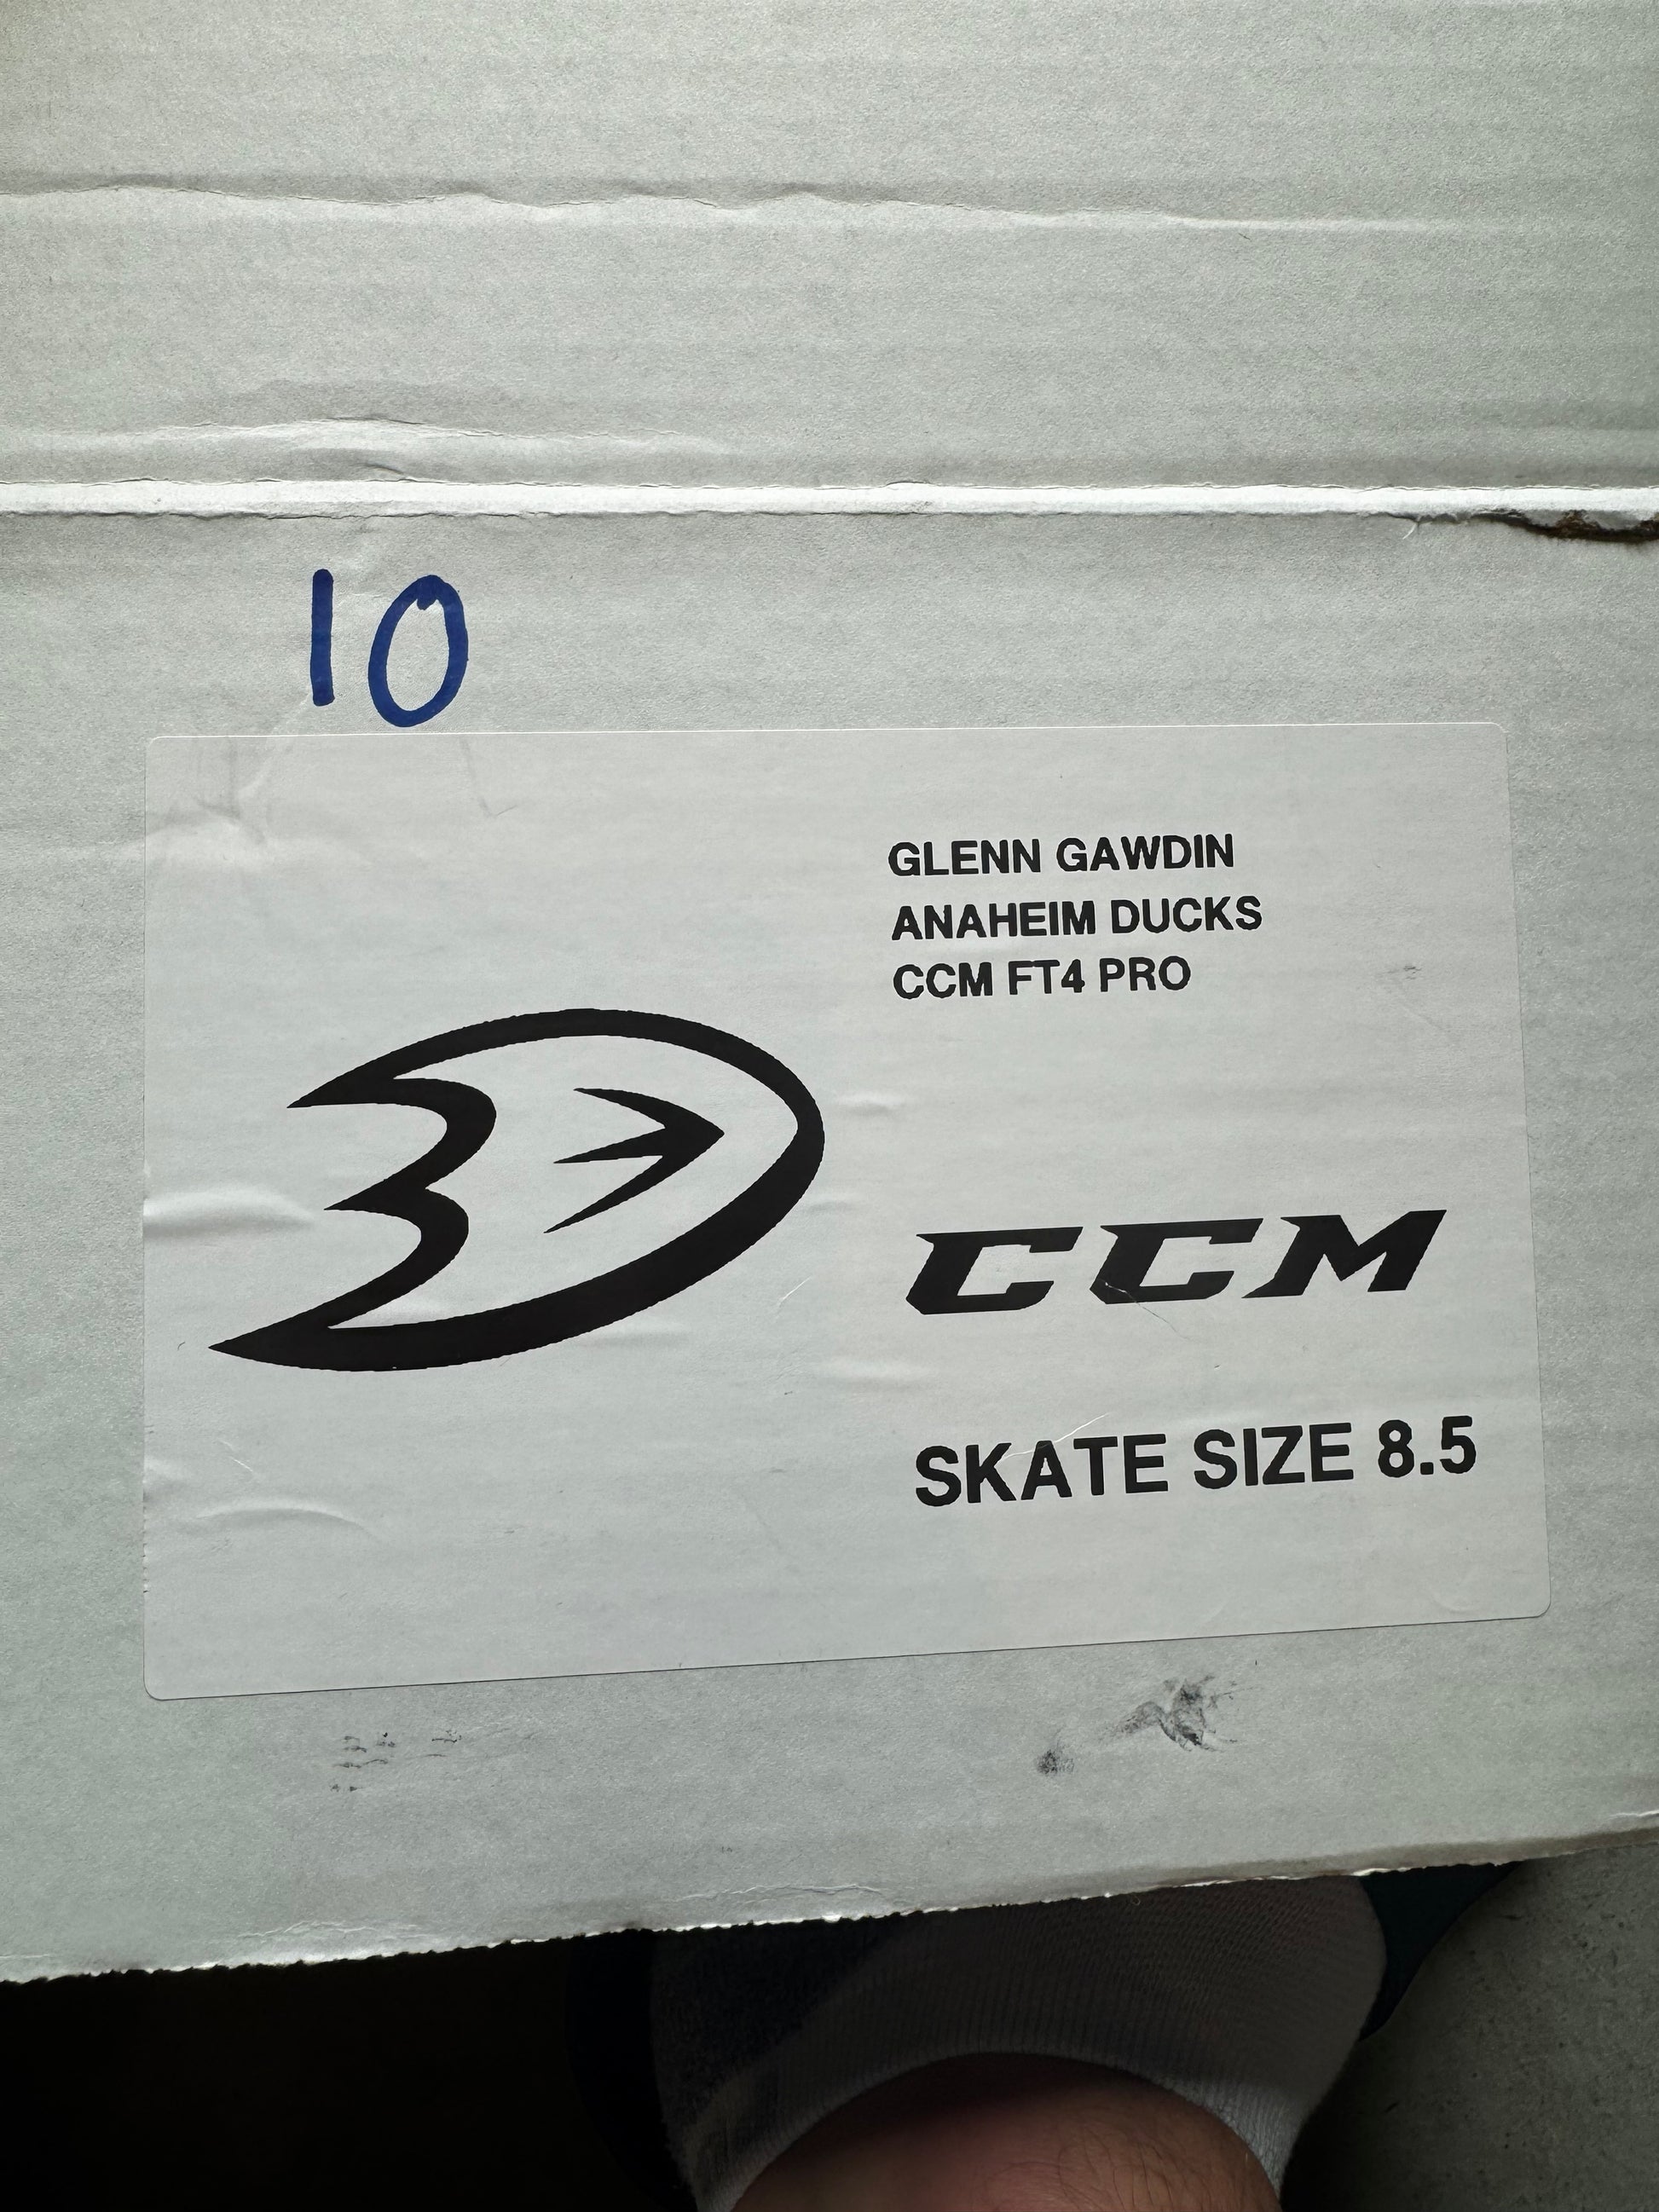 10
GLENN GAWDIN
ANAHEIM DUCKS
CCM FT4 PRO
CCM
SKATE SIZE 8.5